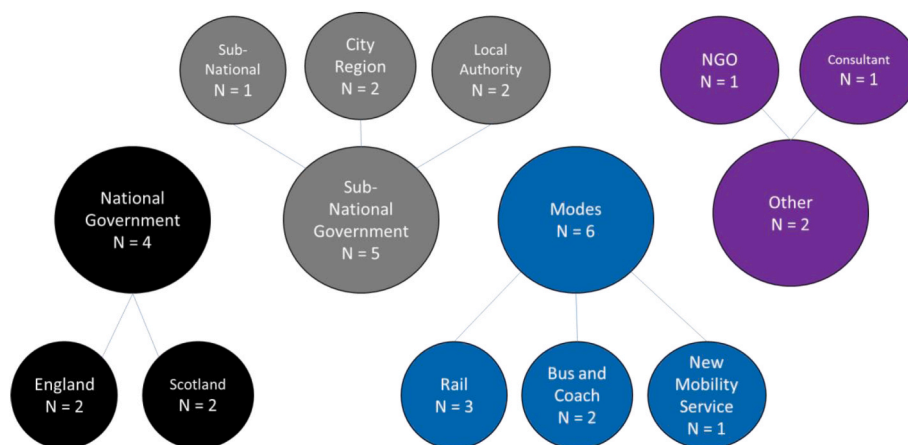 Sub-
National
N = 1
City
Region
N = 2
Local
Authority
N = 2
NGO
N = 1
Consultant
N = 1
National
Government
N = 4
Sub-
National
Government
N = 5
Modes
N = 6
Other
N = 2
England
N = 2
Scotland
N = 2
Rail
N = 3
Bus and
Coach
N = 2
New
Mobility
Service
N = 1